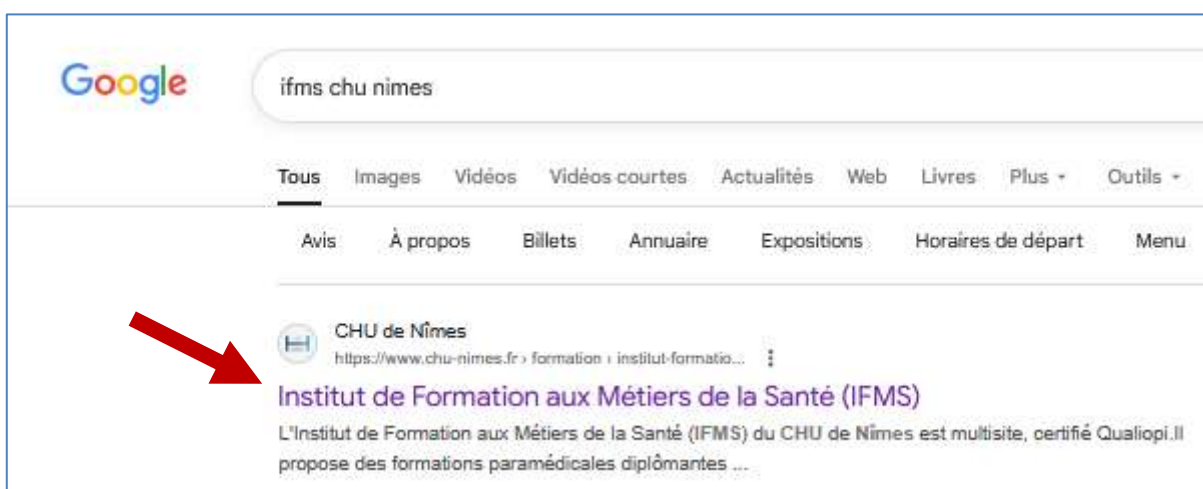 Google
ifms chu nimes
Tous Images Vidéos Vidéos courtes Actualités Web Livres Plus Outils
Avis À propos Billets Annuaire Expositions Horaires de départ Menu
CHU de Nîmes
https://www.chu-nimes.fr › formation › institut-formatio...
Institut de Formation aux Métiers de la Santé (IFMS)
L'Institut de Formation aux Métiers de la Santé (IFMS) du CHU de Nîmes est multisite, certifié Qualiopi.Il
propose des formations paramédicales diplômantes ...